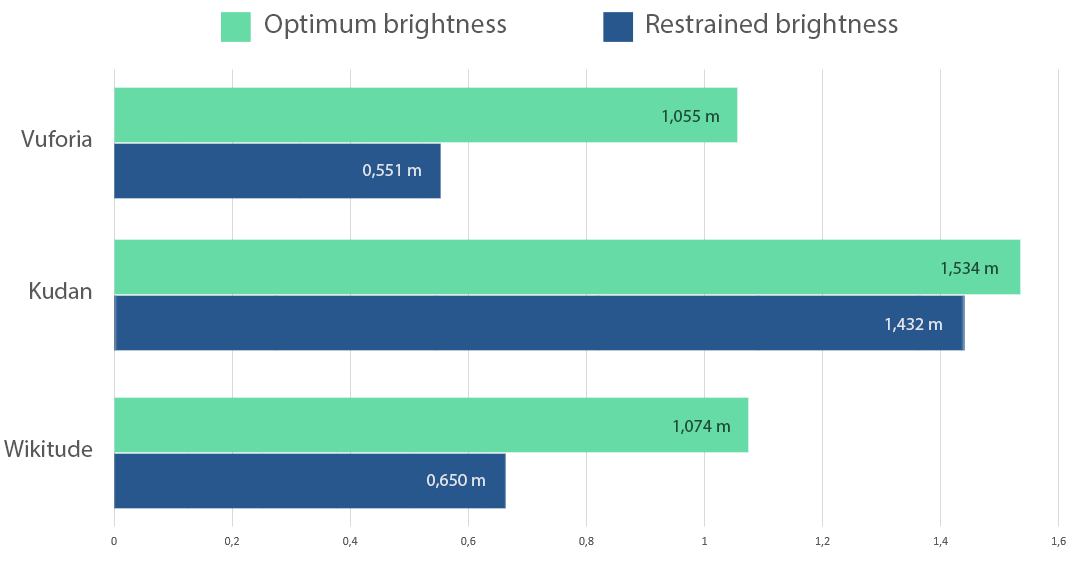 Optimum brightness Restrained brightness
Vuforia
1,055 m
0,551 m
Kudan
1,534 m
1,432 m
Wikitude
1,074 m
0,650 m
0 0,2 0,4 0,6 0,8 1 1,2 1,4 1,6